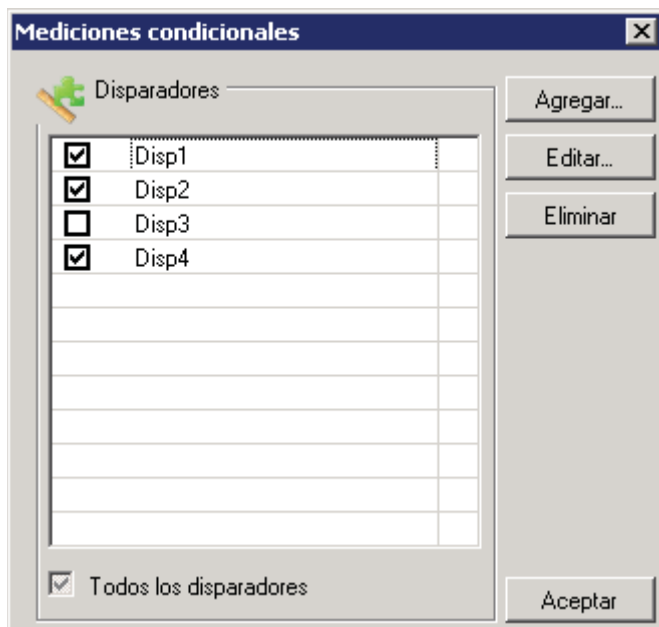 Mediciones condicionales
Disparadores
Agregar...
Disp1
Editar...
Disp2
Disp3
Eliminar
Disp4
Todos los disparadores
Aceptar